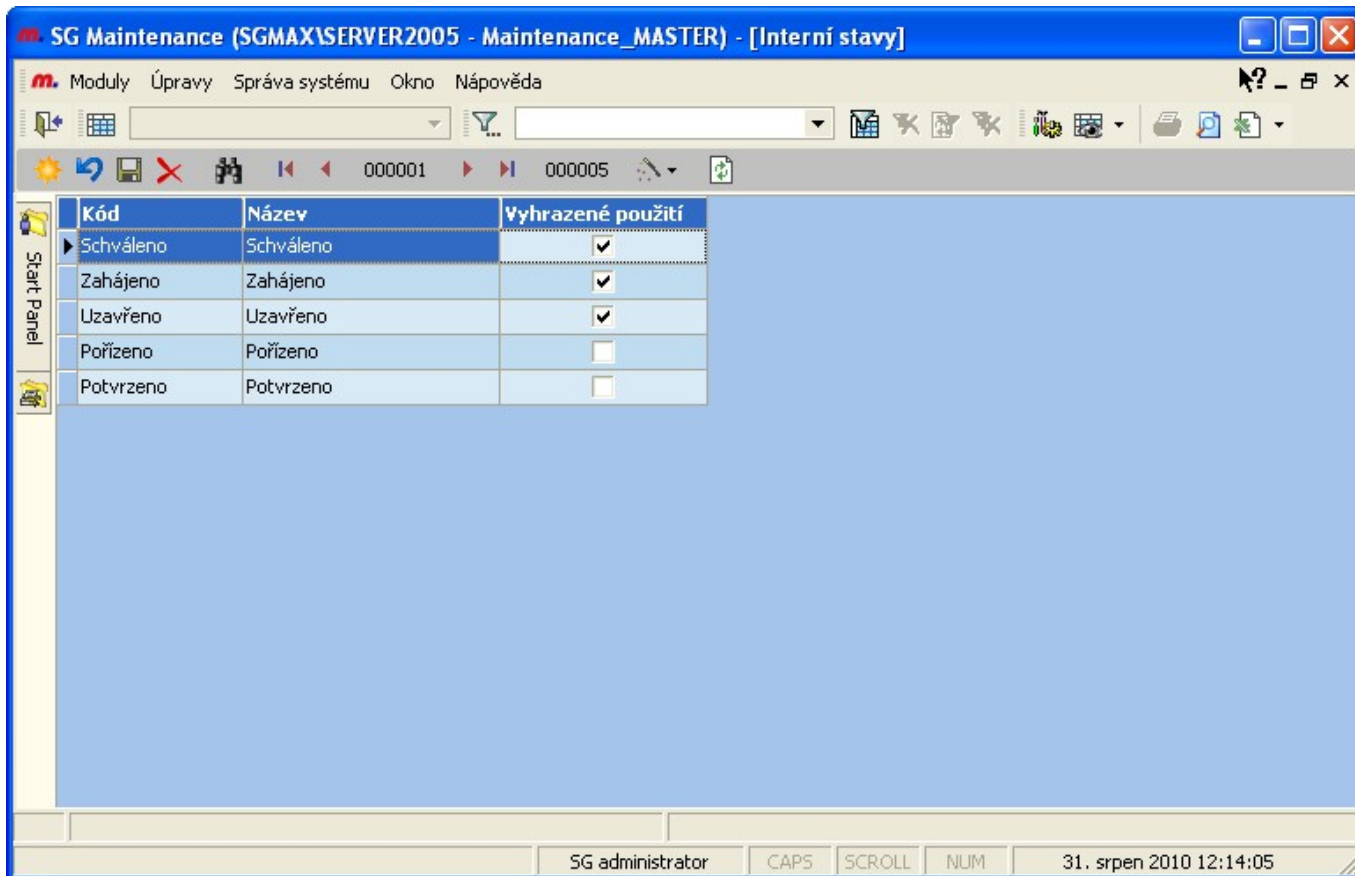 m. SG Maintenance (SGMAX\SERVER2005 - Maintenance_MASTER) - [Interní stavy]
m. Moduly Úpravy Správa systému Okno Nápověda
000001 000005
Kód Název Vyhrazené použití
Schváleno Schváleno
Zahájeno Zahájeno
Uzavřeno Uzavřeno
Pořízeno Pořízeno
Potvrzeno Potvrzeno
Start Panel
SG administrator CAPS SCROLL NUM 31. srpen 2010 12:14:05